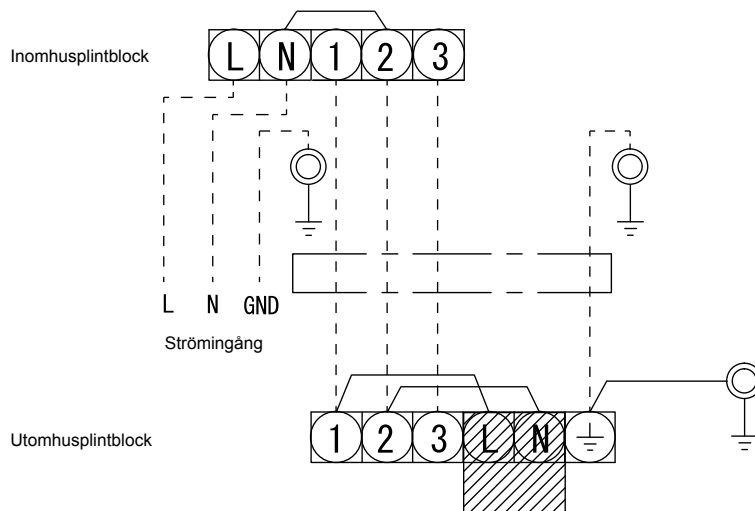 Inomhusplintblock
L N 1 2 3
L N GND
Strömingång
Utomhusplintblock
1 2 3 L N